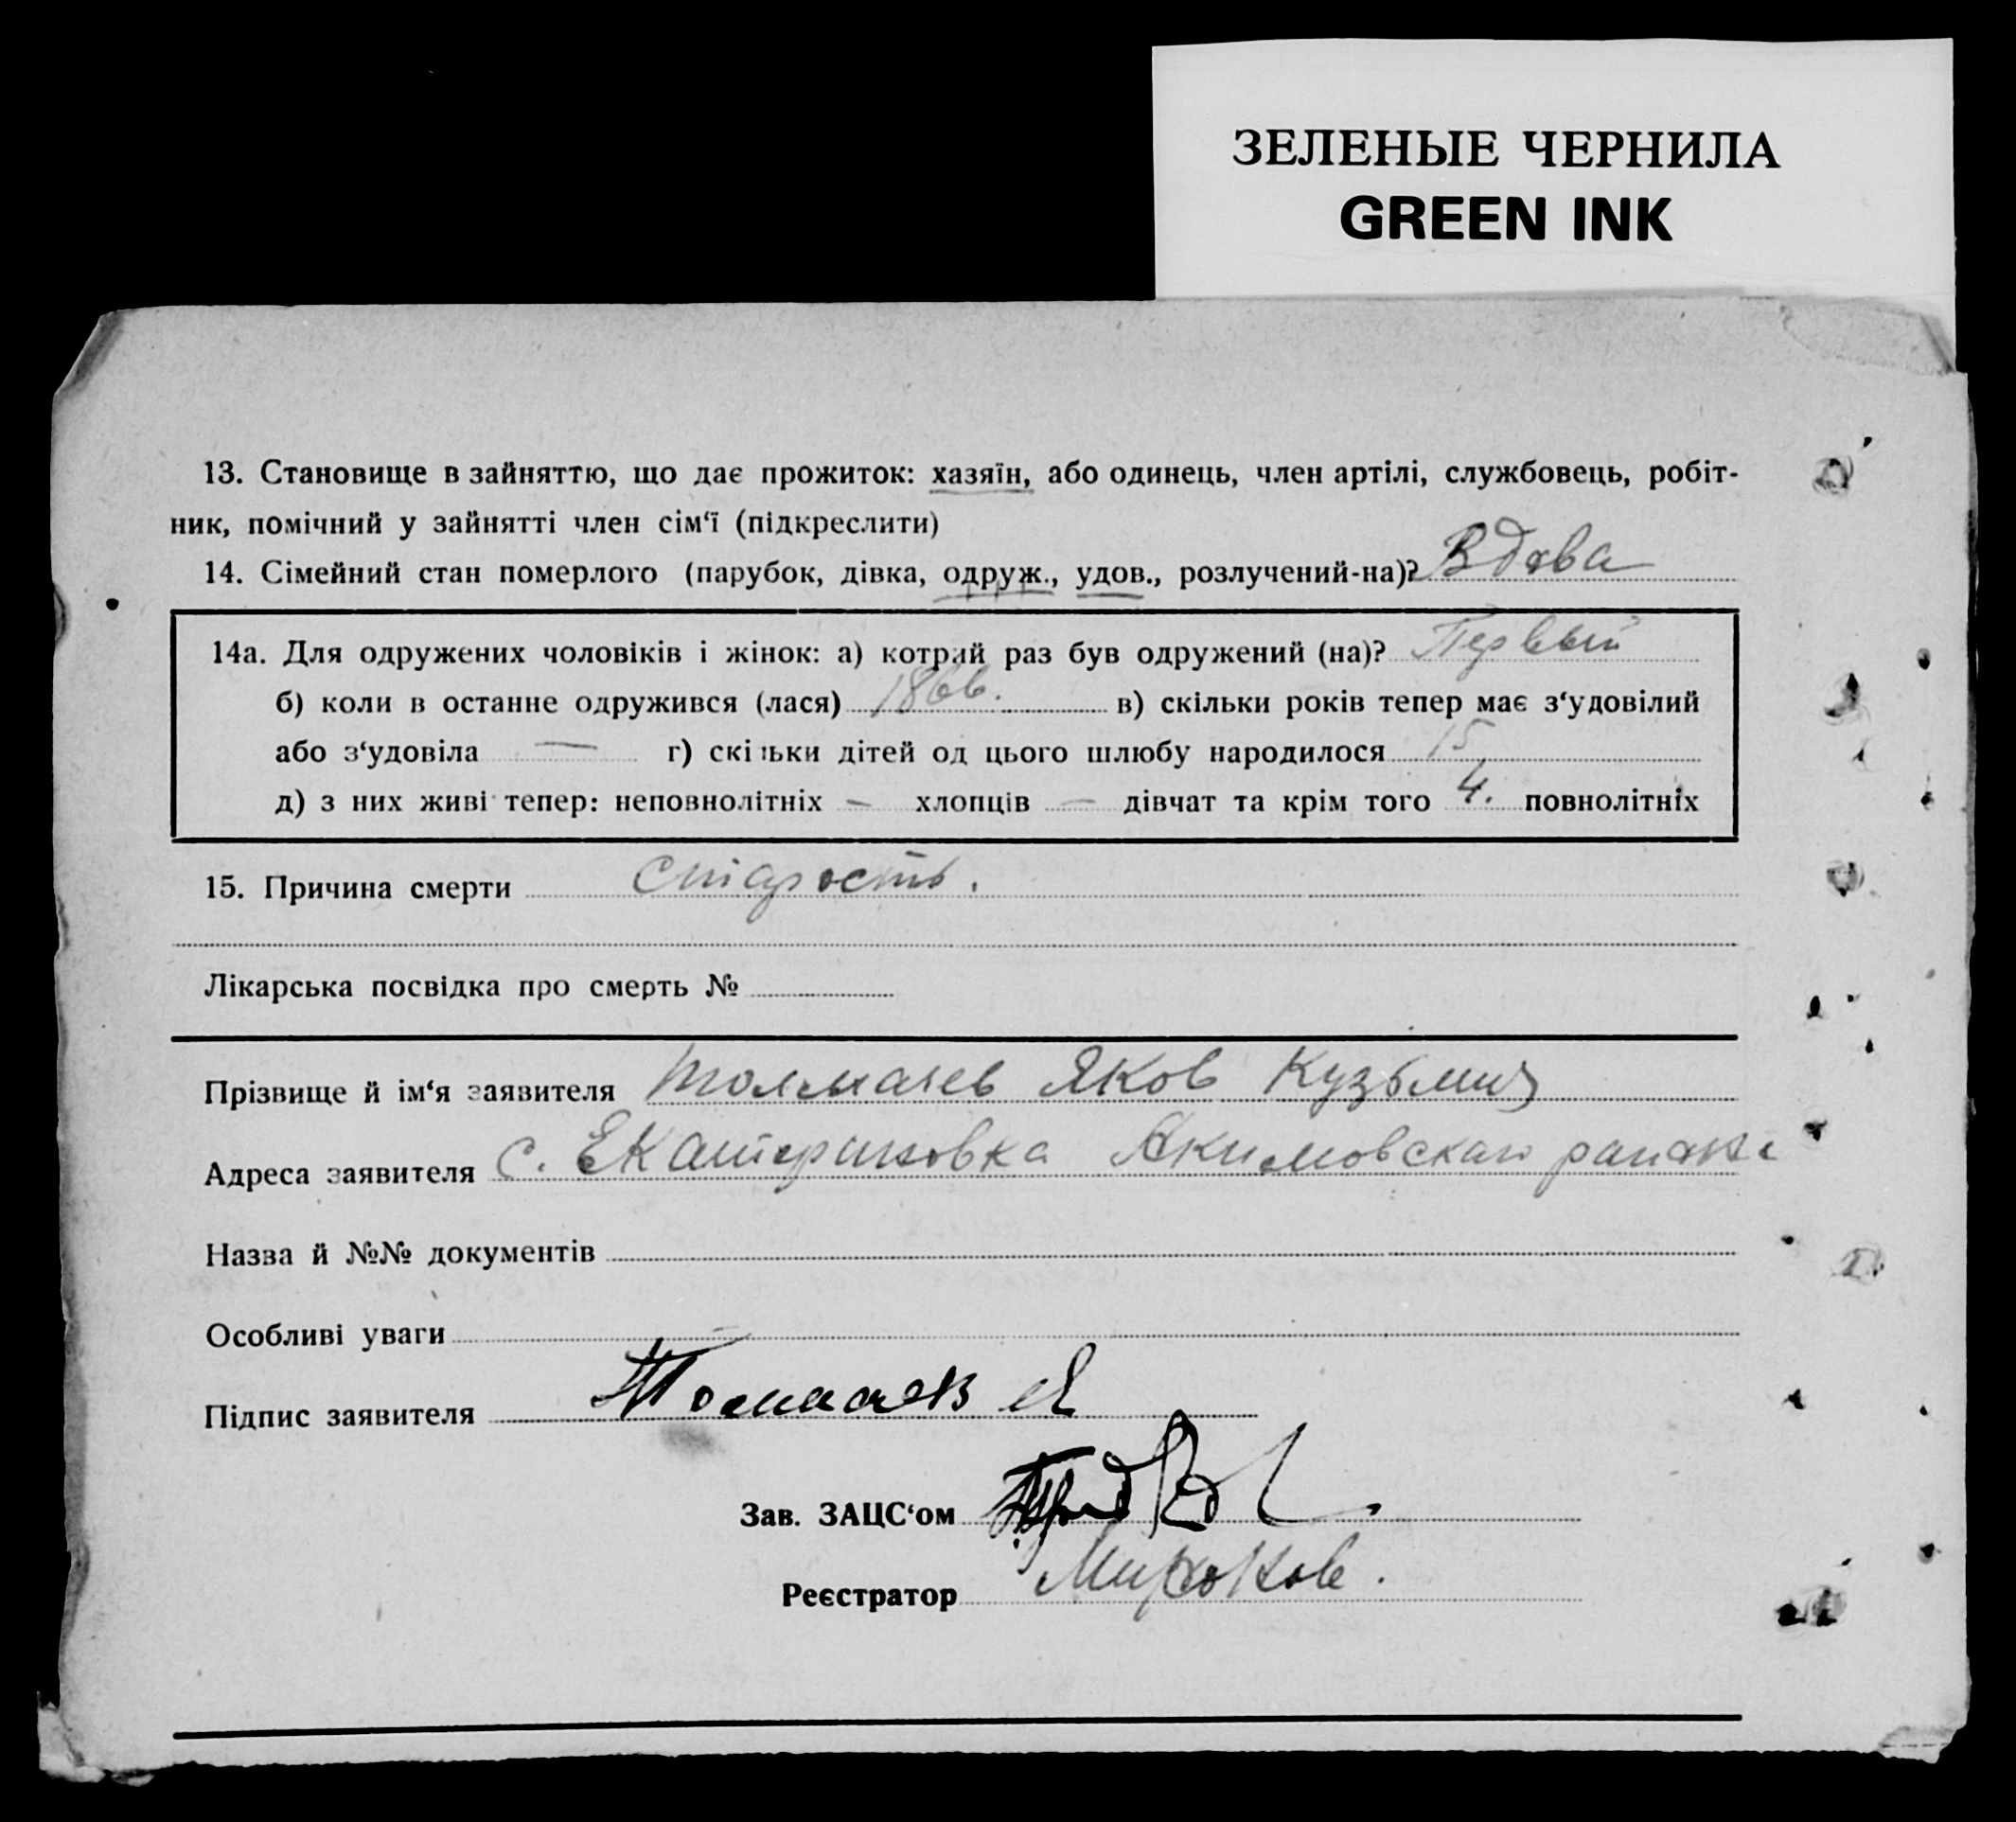 ЗЕЛЕНЫЕ ЧЕРНИЛА
GREEN INK
13. Становище в зайняттю, що дає прожиток: хазяїн, або одинець, член артілі, службовець, робіт-
ник, помічний у зайнятті член сім‘ї (підкреслити)
14. Сімейний стан померлого (парубок, дівка, одруж., удов., розлучений-на)? Вдова
14а. Для одружених чоловіків і жінок: а) котрий раз був одружений (на)? Первый
б) коли в останне одружився (лася) 1866. в) скільки років тепер має з‘удовілий
або з‘удовіла — г) скільки дітей од цього шлюбу народилося 15
д) з них живі тепер: неповнолітніх — хлопців — дівчат та крім того 4. повнолітніх
15. Причина смерти старость.
Лікарська посвідка про смерть №
Прізвище й ім‘я заявителя Толмачев Яков Кузьмич
Адреса заявителя с. Екатериновка Акимовскаго района
Назва й №№ документів
Особливі уваги
Підпис заявителя Толмачев Я
Зав. ЗАЦС‘ом
Реєстратор